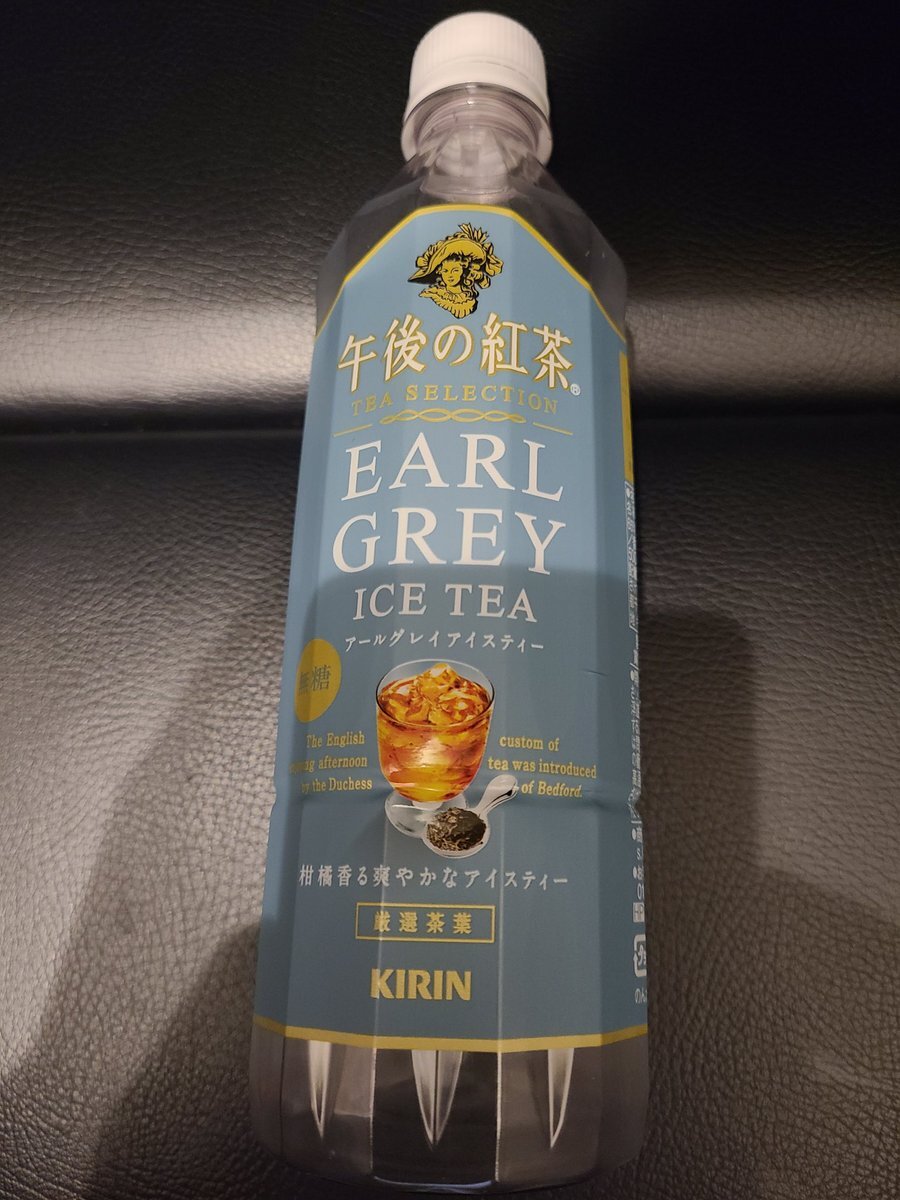 午後の紅茶®
TEA SELECTION
EARL
GREY
ICE TEA
アールグレイアイスティー
無糖
The English custom of
afternoon tea was introduced
by the Duchess of Bedford.
柑橘香る爽やかなアイスティー
厳選茶葉
KIRIN